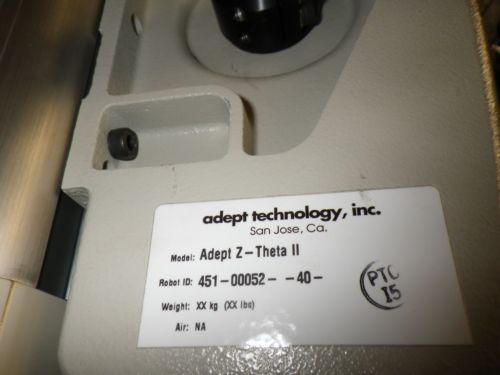 adept technology, inc.
San Jose, Ca.
Model: Adept Z-Theta II
Robot ID: 451-00052- -40-
Weight: XX kg (XX lbs)
Air: NA
PTC
I5